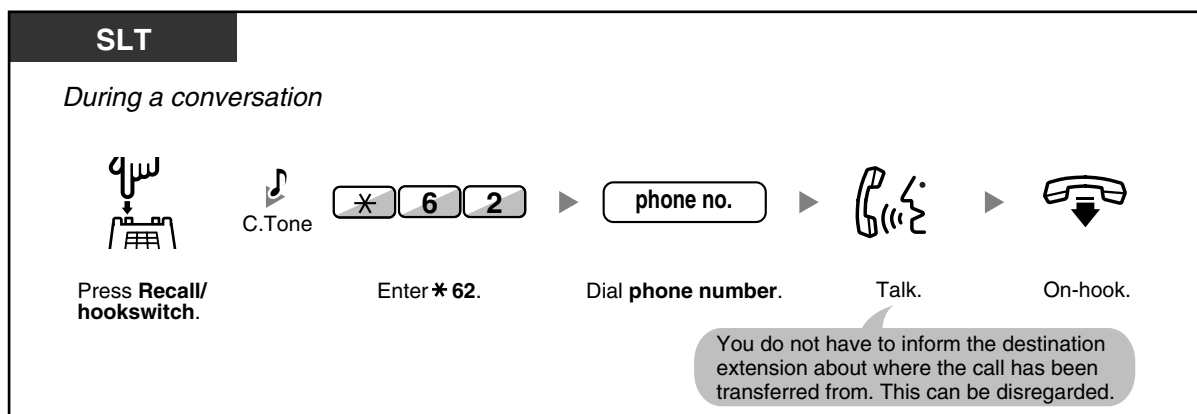 SLT
During a conversation
C.Tone
* 6 2
phone no.
Press Recall/
hookswitch.
Enter * 62.
Dial phone number.
Talk.
On-hook.
You do not have to inform the destination
extension about where the call has been
transferred from. This can be disregarded.